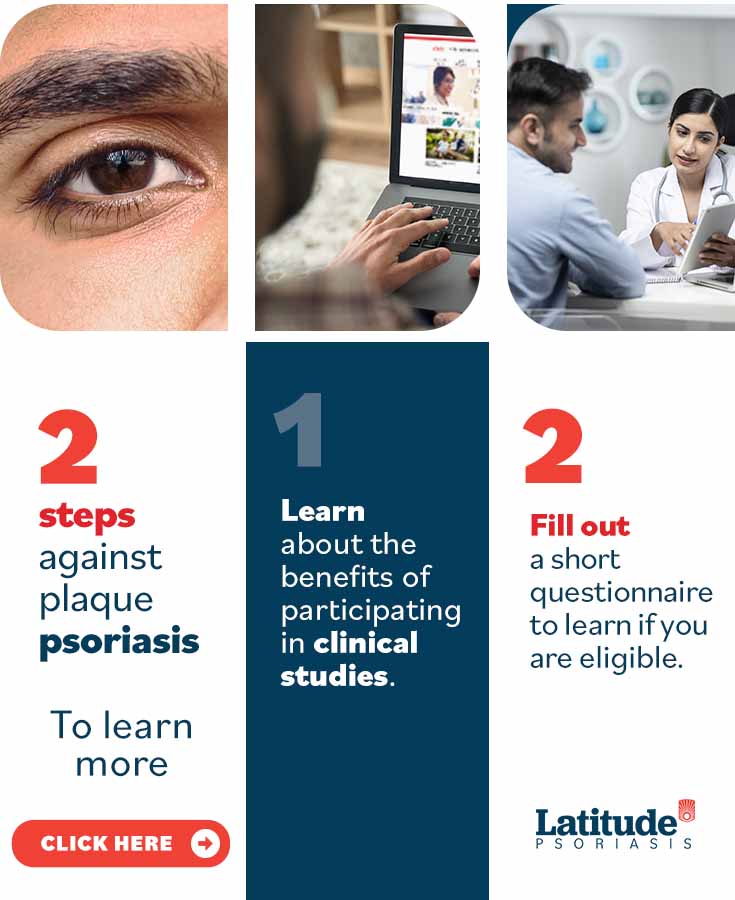 2
steps
against
plaque
psoriasis
To learn
more
CLICK HERE
1
Learn
about the
benefits of
participating
in clinical
studies.
2
Fill out
a short
questionnaire
to learn if you
are eligible.
Latitude
PSORIASIS